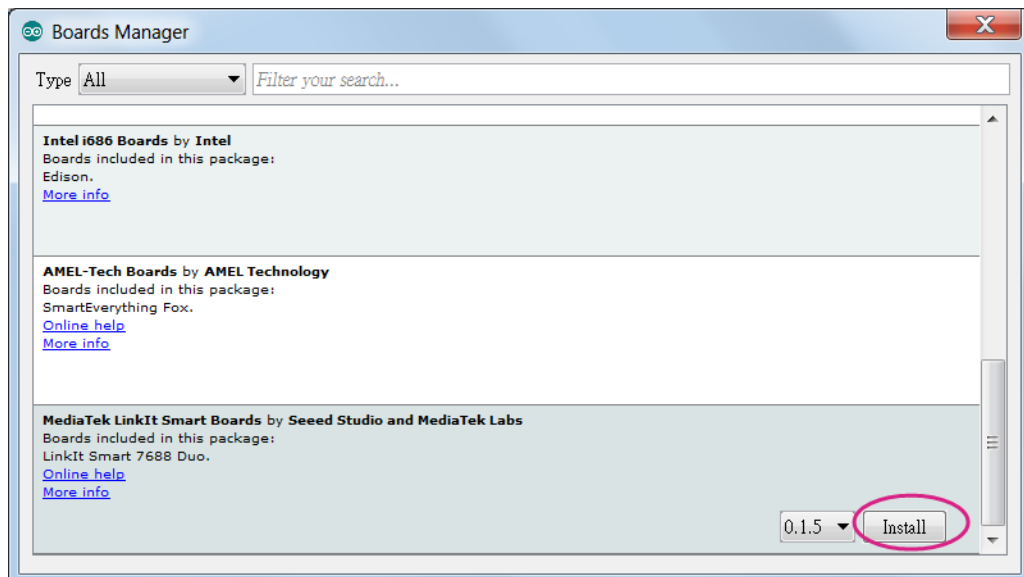 Boards Manager
Type All Filter your search...
Intel i686 Boards by Intel
Boards included in this package:
Edison.
More info
AMEL-Tech Boards by AMEL Technology
Boards included in this package:
SmartEverything Fox.
Online help
More info
MediaTek LinkIt Smart Boards by Seeed Studio and MediaTek Labs
Boards included in this package:
LinkIt Smart 7688 Duo.
Online help
More info
0.1.5 Install